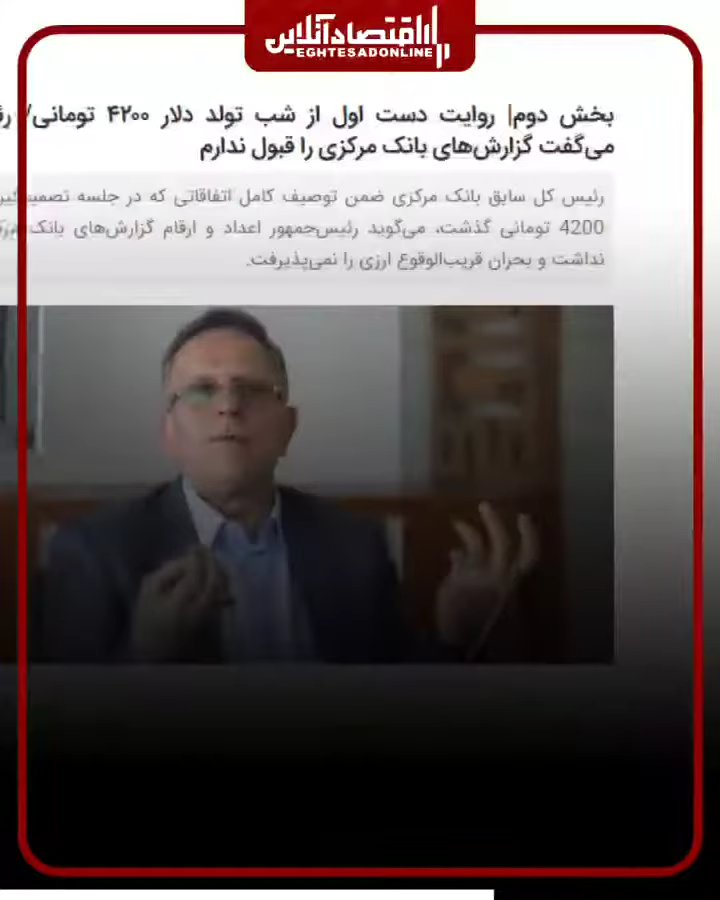 اقتصادآنلاین
EGHTESADONLINE
بخش دوم| روایت دست اول از شب تولد دلار ۴۲۰۰ تومانی/
می‌گفت گزارش‌های بانک مرکزی را قبول ندارم
رئیس کل سابق بانک مرکزی ضمن توصیف کامل اتفاقاتی که در جلسه
4200 تومانی گذشت، می‌گوید رئیس‌جمهور اعداد و ارقام گزارش‌های بانک
نداشت و بحران قریب‌الوقوع ارزی را نمی‌پذیرفت.